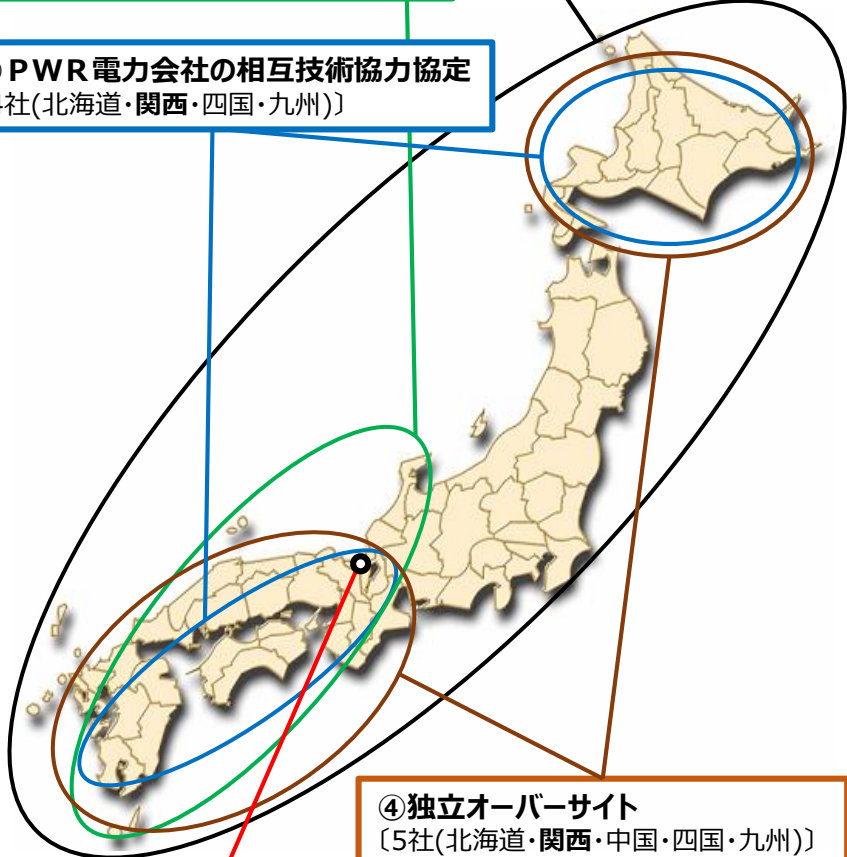 PWR電力会社の相互技術協力協定
社(北海道・関西・四国・九州)〕
④独立オーバーサイト
〔5社(北海道・関西・中国・四国・九州)〕